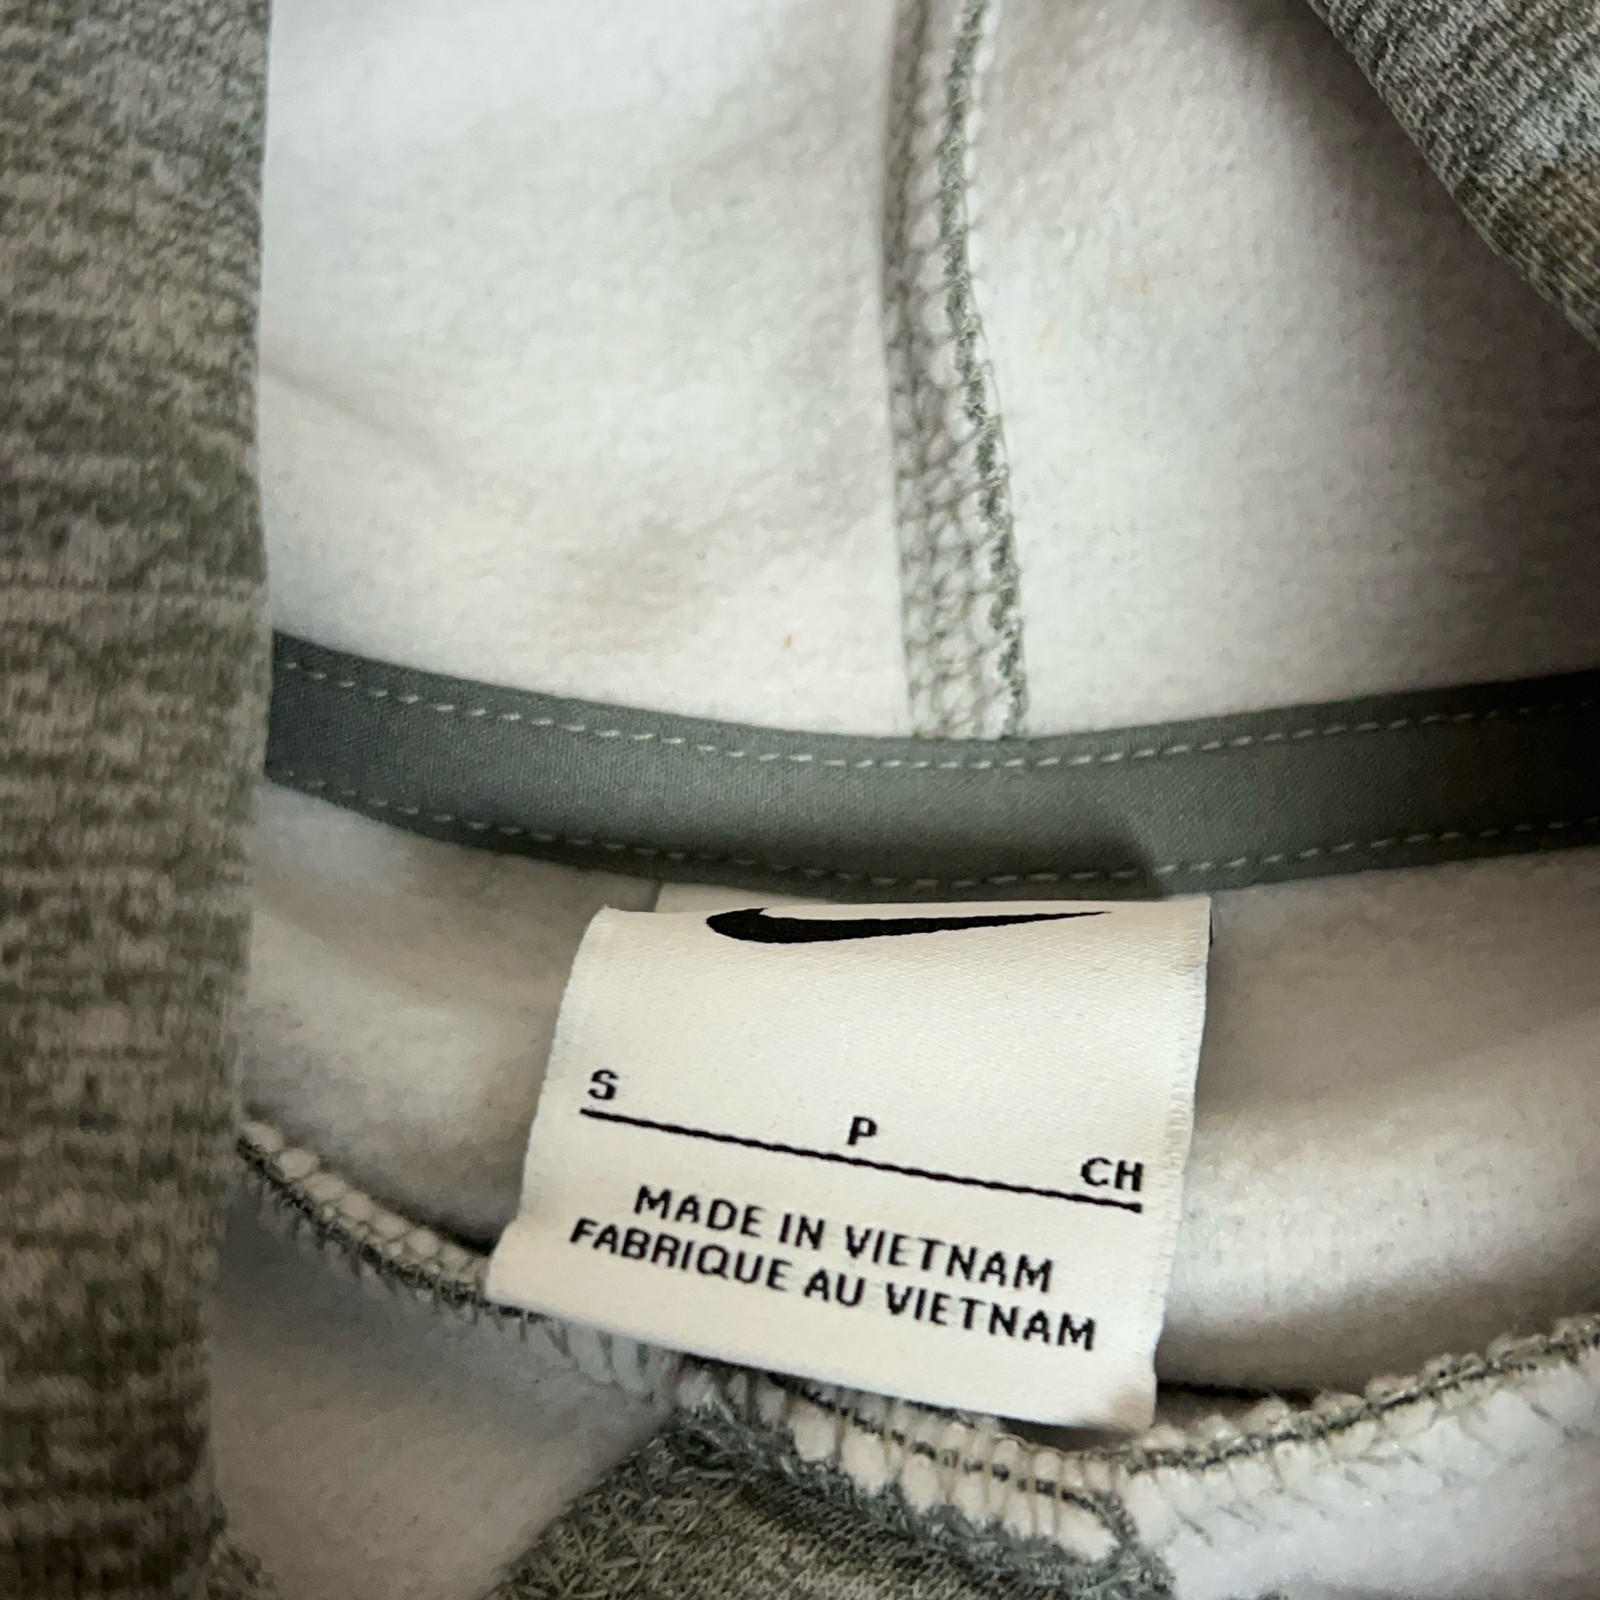 S P CH
MADE IN VIETNAM
FABRIQUE AU VIETNAM